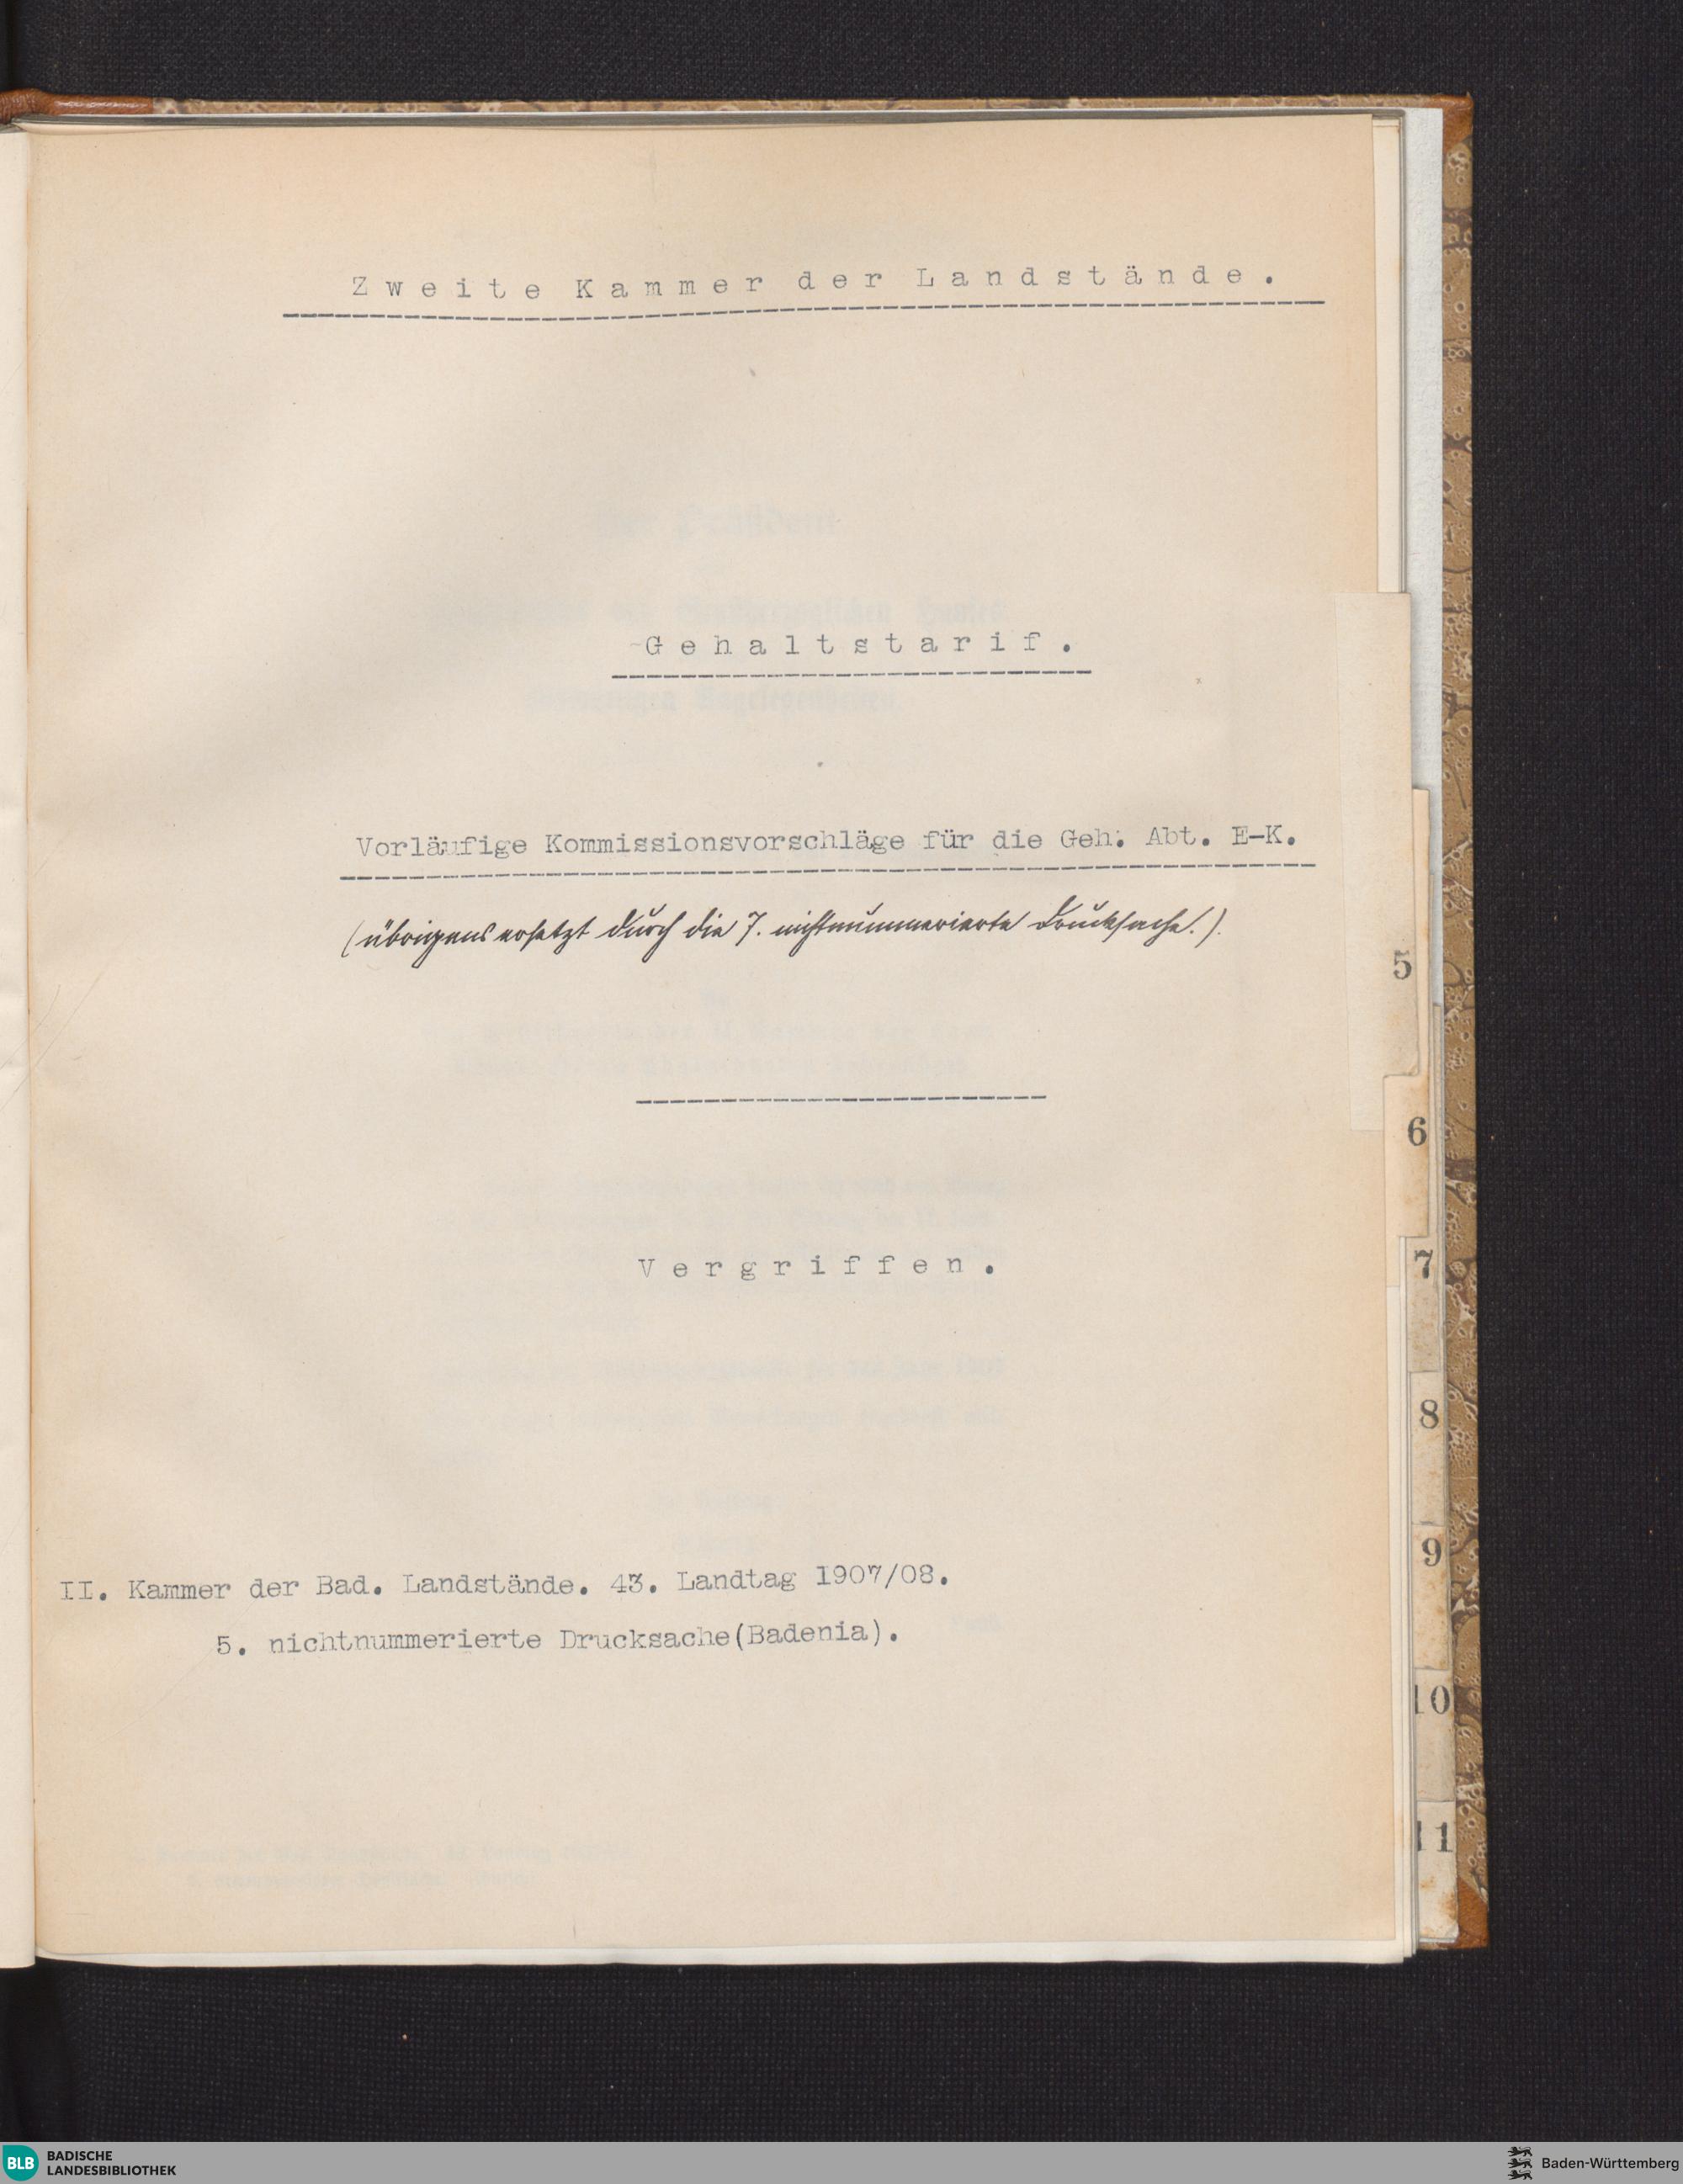 Zweite Kammer der Landstände.
Gehaltstarif.
Vorläufige Kommissionsvorschläge für die Geh. Abt. E-K.
(übrigens ersetzt durch die 7. nichtnummerierte Drucksache.).
Vergriffen.
II. Kammer der Bad. Landstände. 43. Landtag 1907/08.
5. nichtnummerierte Drucksache(Badenia).
5
6
7
8
9
10
11
BLB BADISCHE
LANDESBIBLIOTHEK
Baden-Württemberg